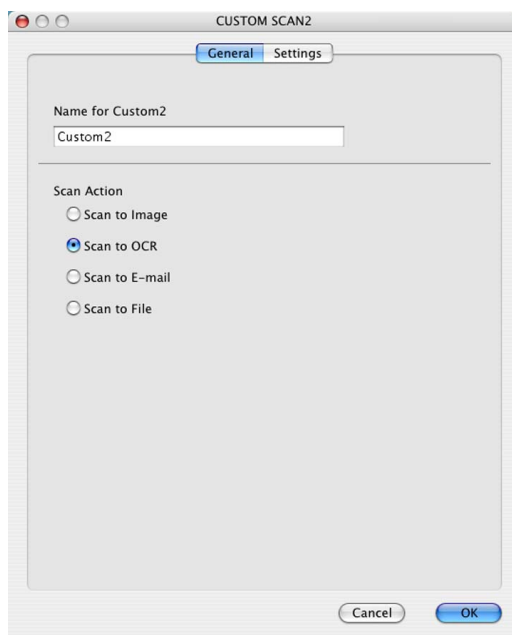 CUSTOM SCAN2
General Settings
Name for Custom2
Custom2
Scan Action
Scan to Image
Scan to OCR
Scan to E-mail
Scan to File
Cancel OK